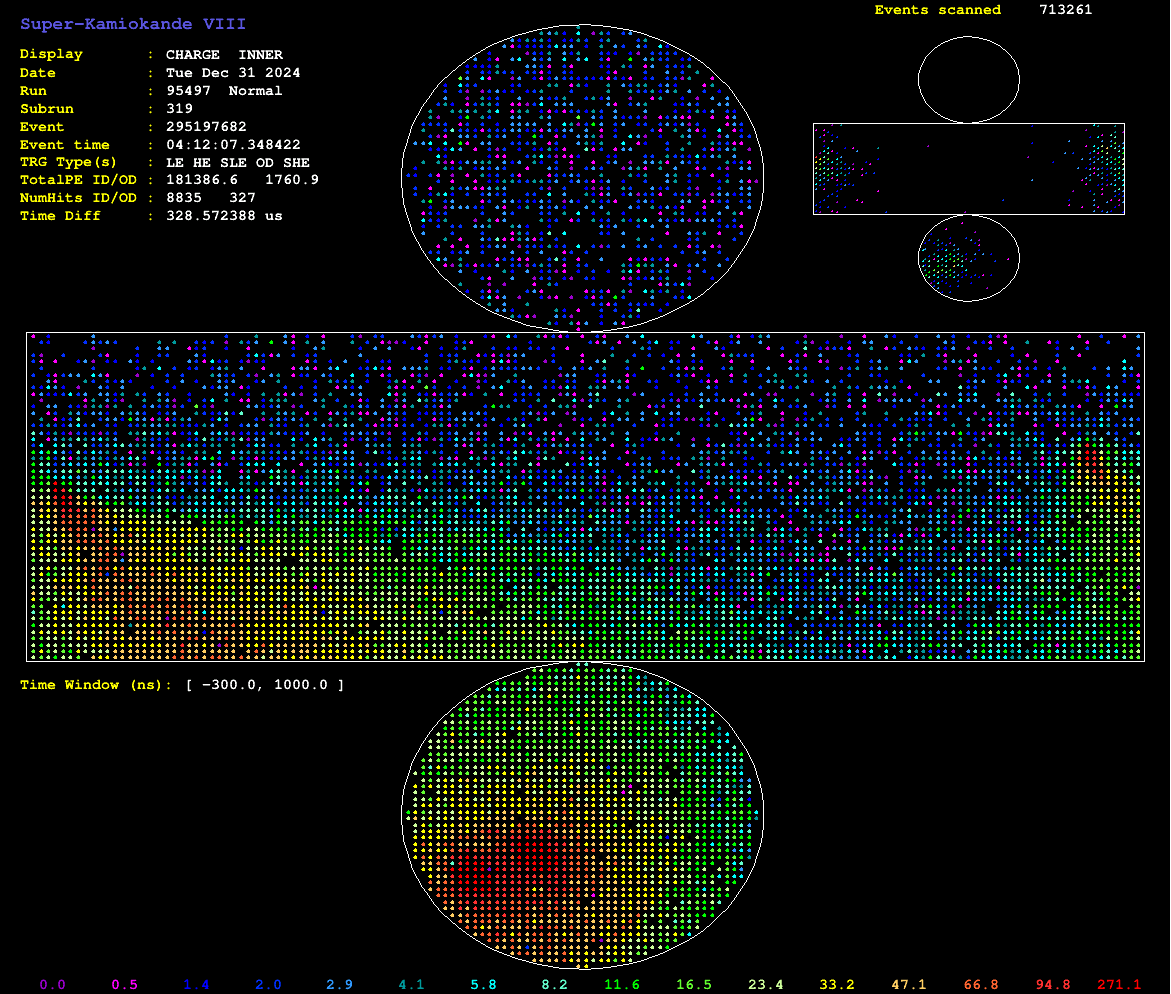 Super-Kamiokande VIII
Events scanned 713261
Display : CHARGE INNER
Date : Tue Dec 31 2024
Run : 95497 Normal
Subrun : 319
Event : 295197682
Event time : 04:12:07.348422
TRG Type(s) : LE HE SLE OD SHE
TotalPE ID/OD : 181386.6 1760.9
NumHits ID/OD : 8835 327
Time Diff : 328.572388 us
Time Window (ns): [ −300.0, 1000.0 ]
0.0 0.5 1.4 2.0 2.9 4.1 5.8 8.2 11.6 16.5 23.4 33.2 47.1 66.8 94.8 271.1